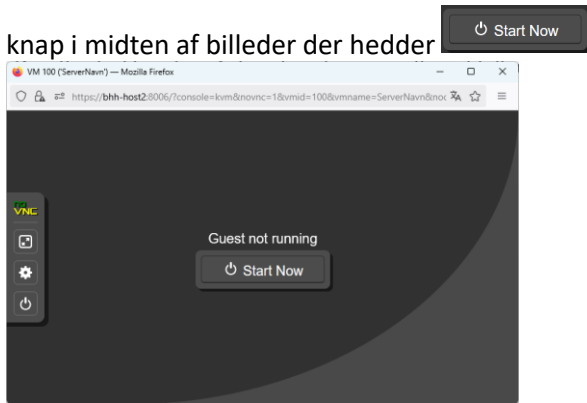 Start Now
knap i midten af billeder der hedder
VM 100 ('ServerNavn') — Mozilla Firefox
https://bhh-host2:8006/?console=kvm&novnc=1&vmid=100&vmname=ServerNavn&noc
VNC
Guest not running
Start Now